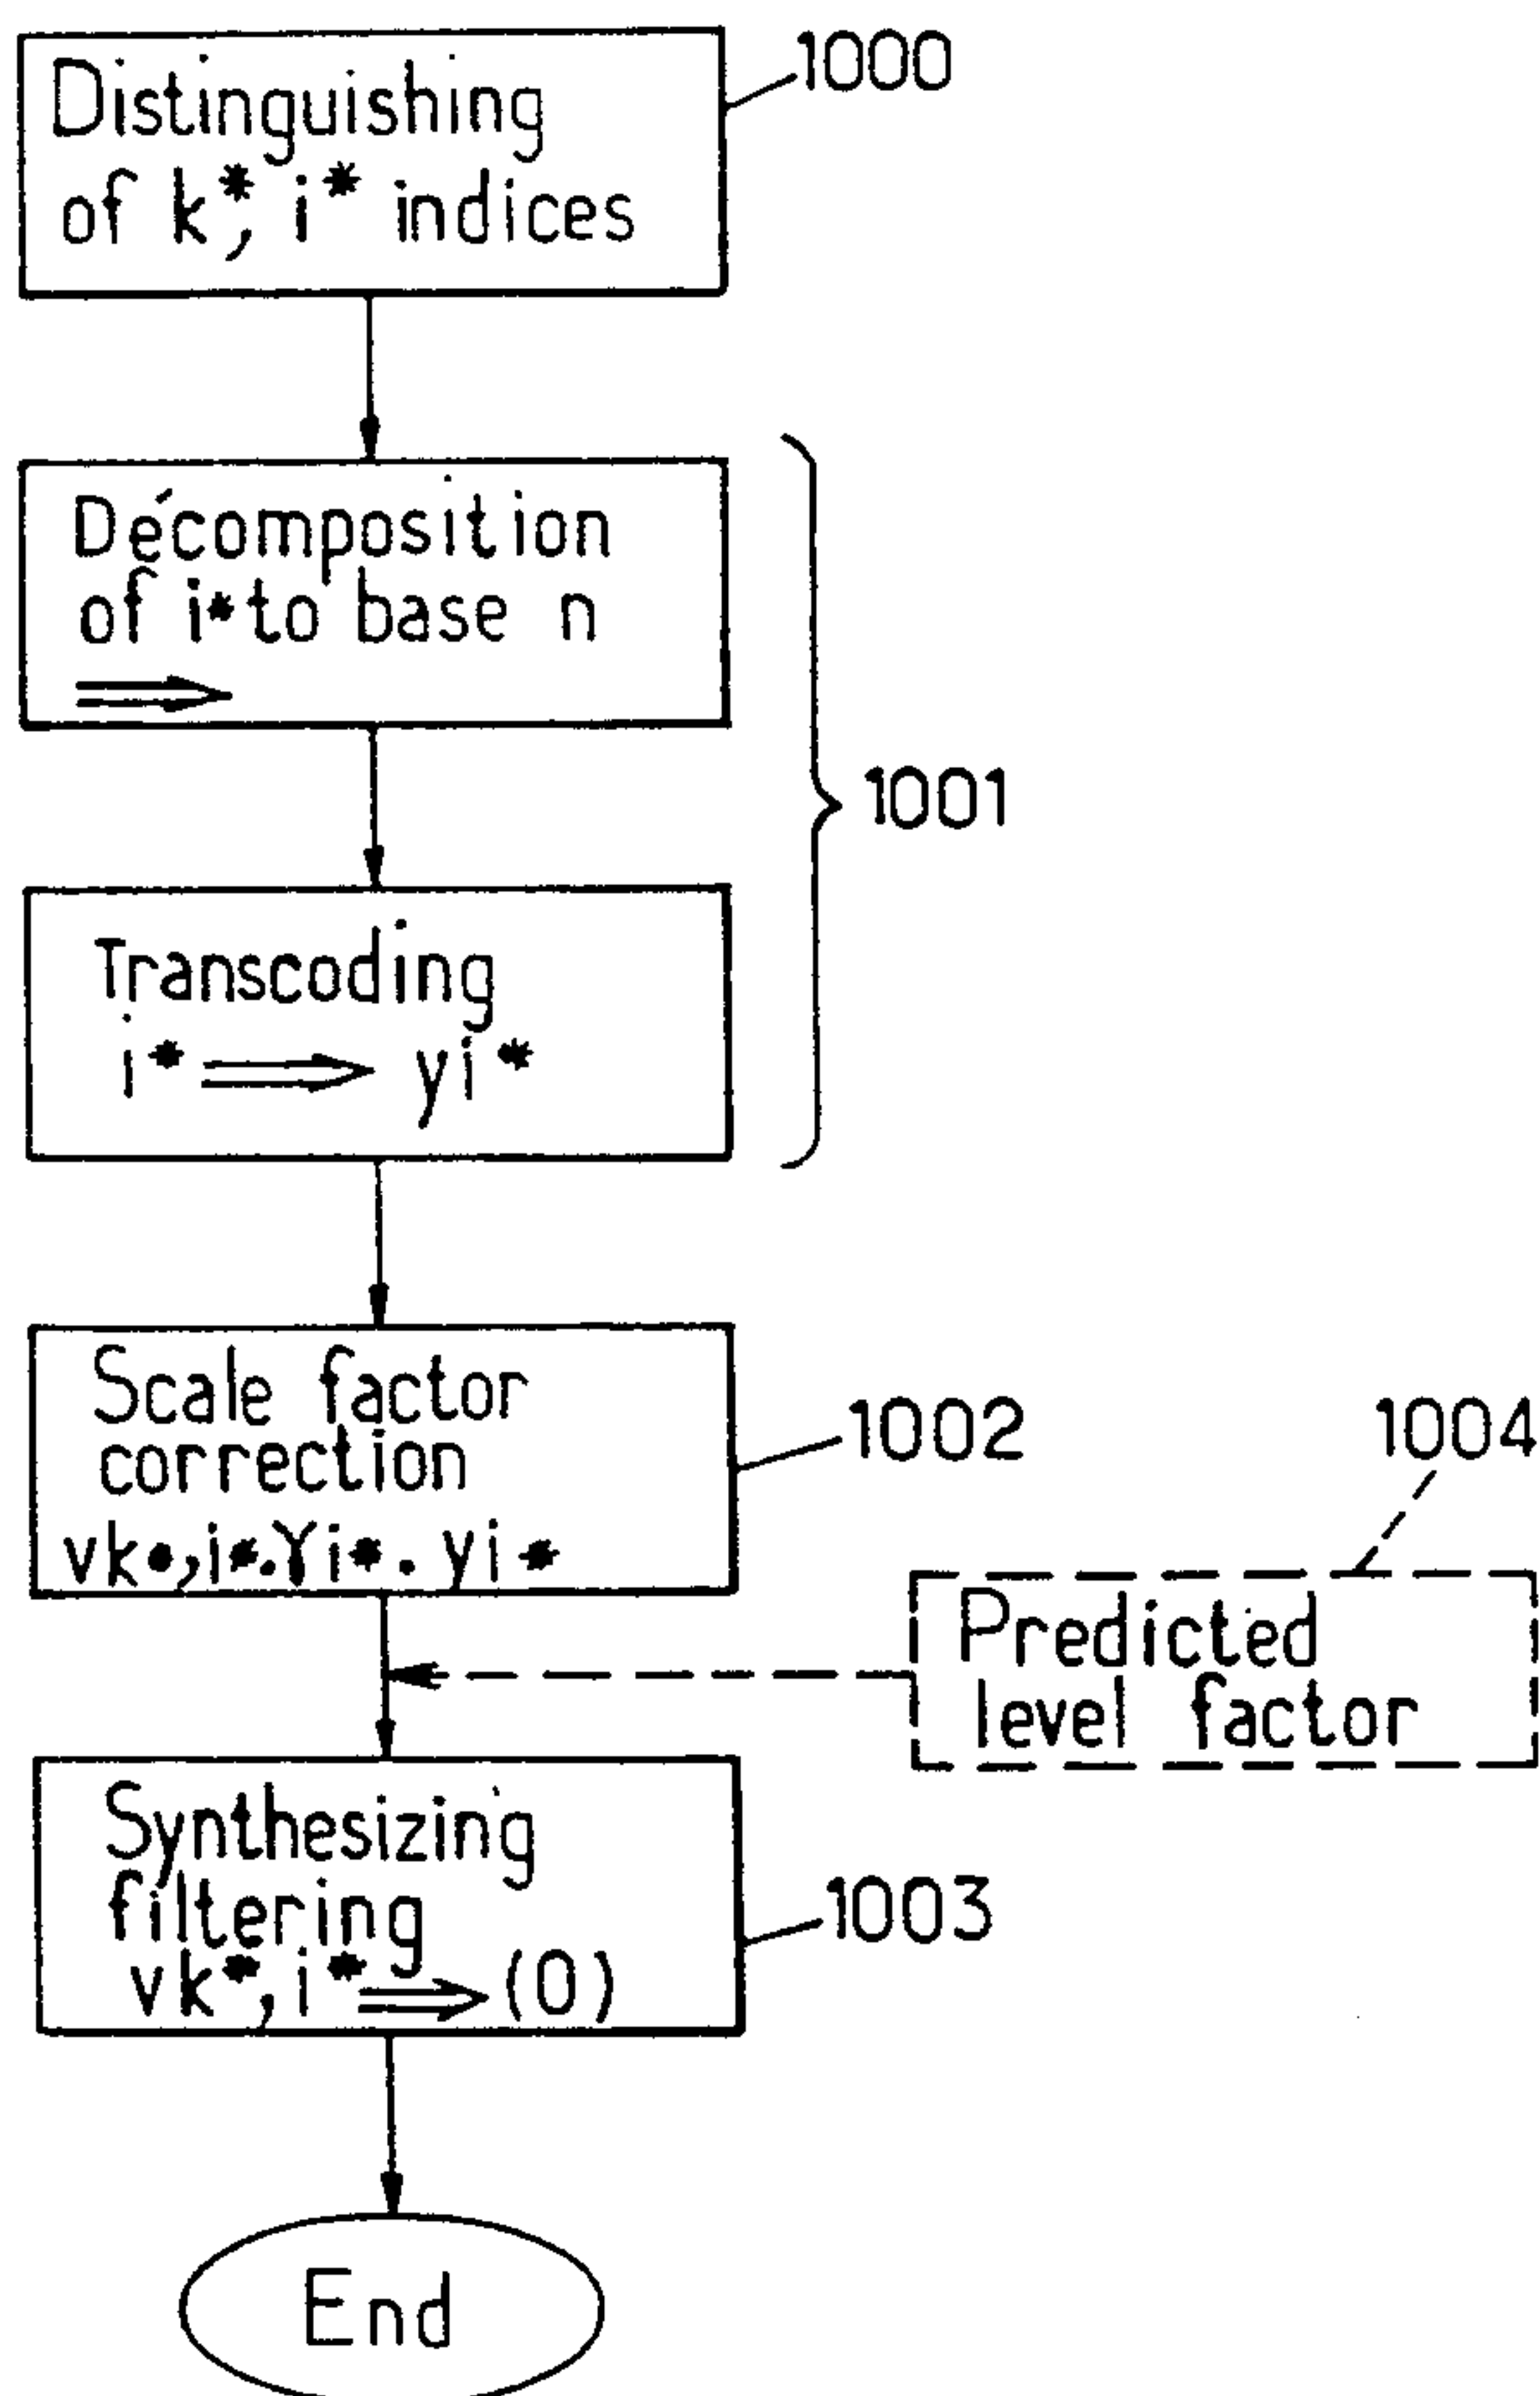 Distinguishing
of k*, i* indices
1000
Décomposition
of i* to base n
⟹
1001
Transcoding
i* ⟹ yi*
Scale factor
correction
vk*,i*.γi*. yi*
1002
1004
Predicted
level factor
Synthesizing
filtering
vk*,i* ⟹ (0)
1003
End